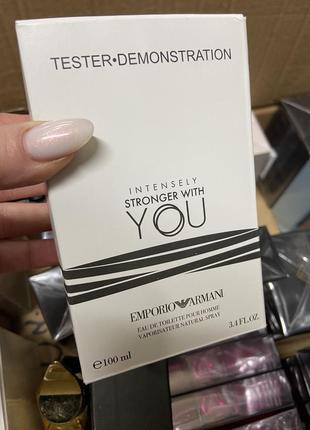 TESTER•DEMONSTRATION
INTENSELY
STRONGER WITH
YOU
EMPORIO ARMANI
EAU DE TOILETTE POUR HOMME
VAPORISATEUR NATURAL SPRAY
℮100 ml 3.4 FL.OZ.